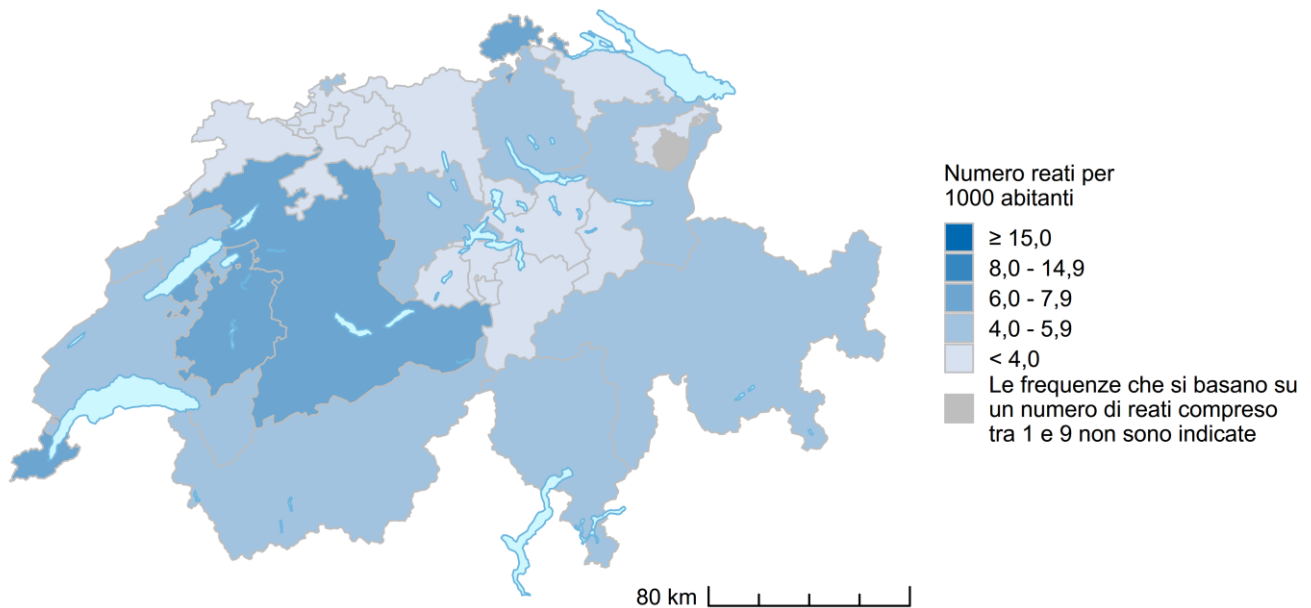 Numero reati per
1000 abitanti
≥ 15,0
8,0 - 14,9
6,0 - 7,9
4,0 - 5,9
< 4,0
Le frequenze che si basano su
un numero di reati compreso
tra 1 e 9 non sono indicate
80 km